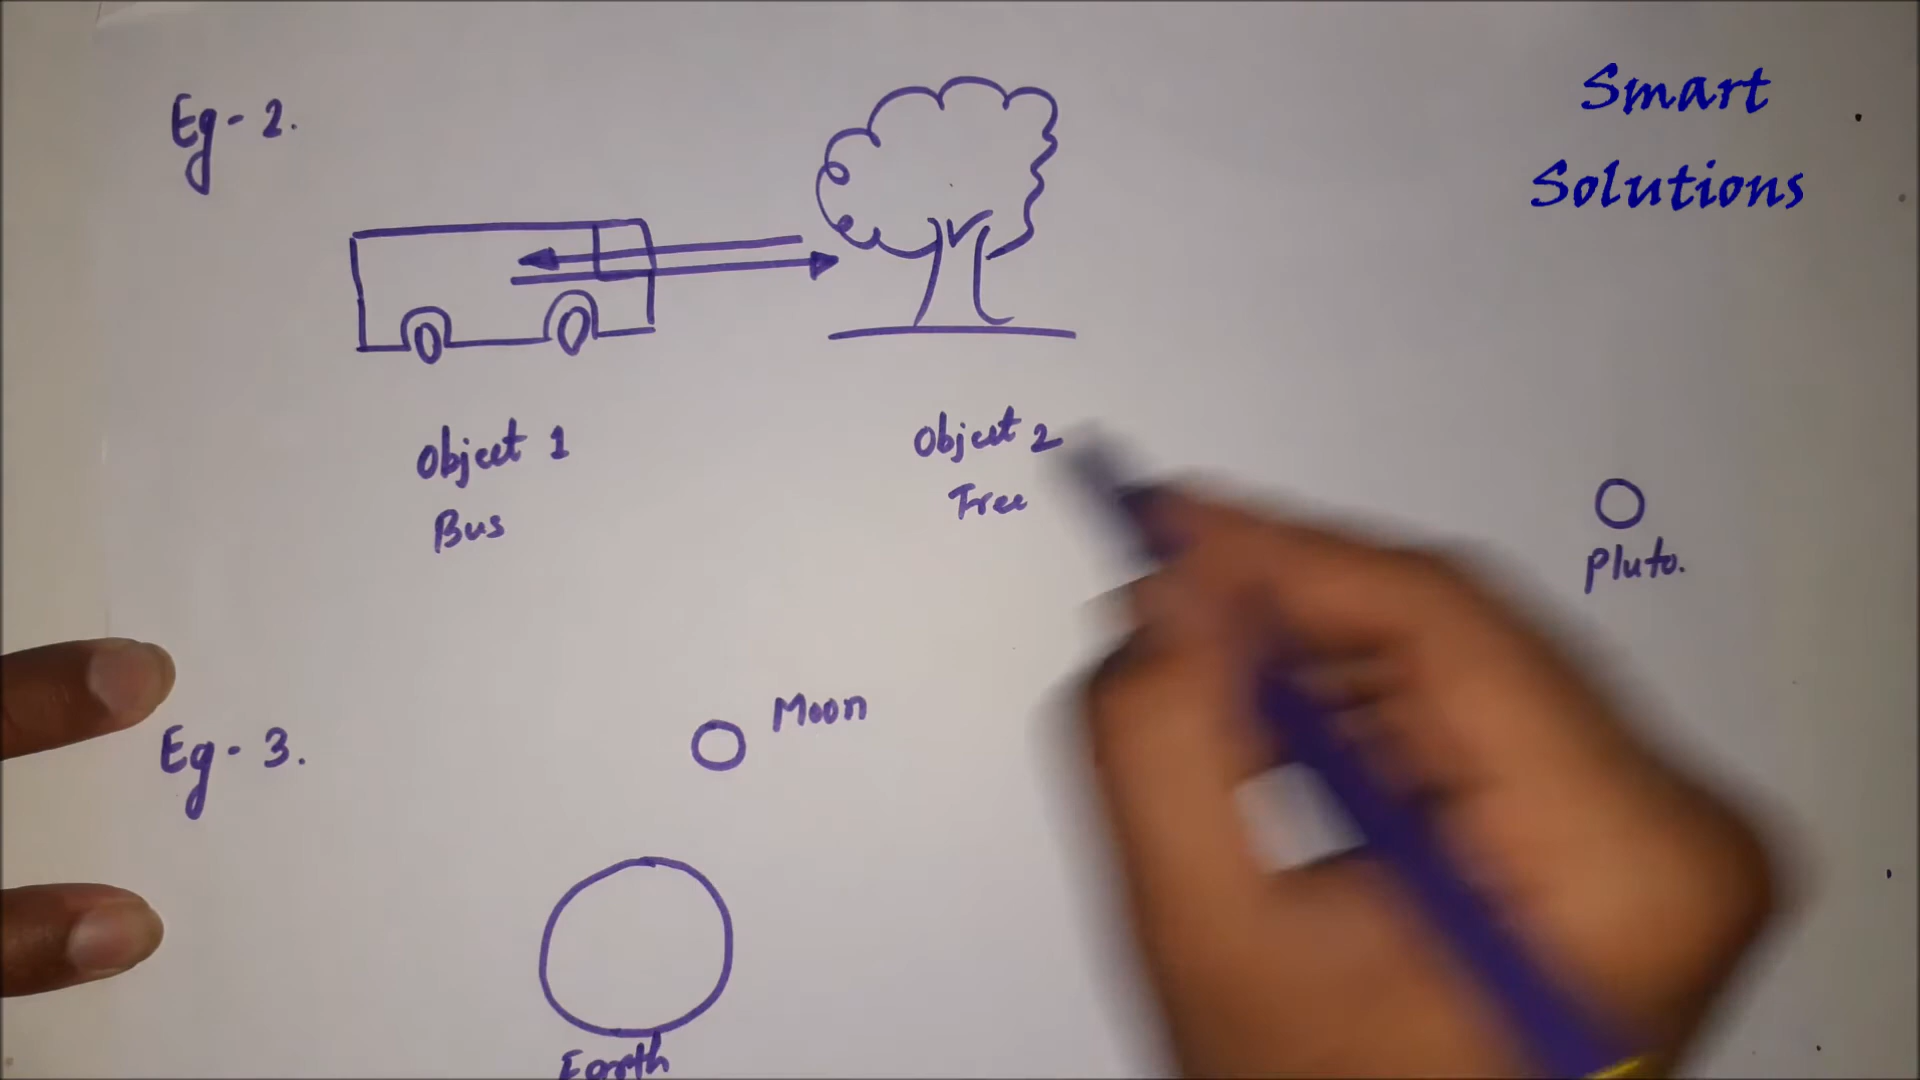 Eg - 2.
Smart
Solutions
Object 1
Bus
Object 2
Tree
Pluto.
Eg - 3.
Moon
Earth